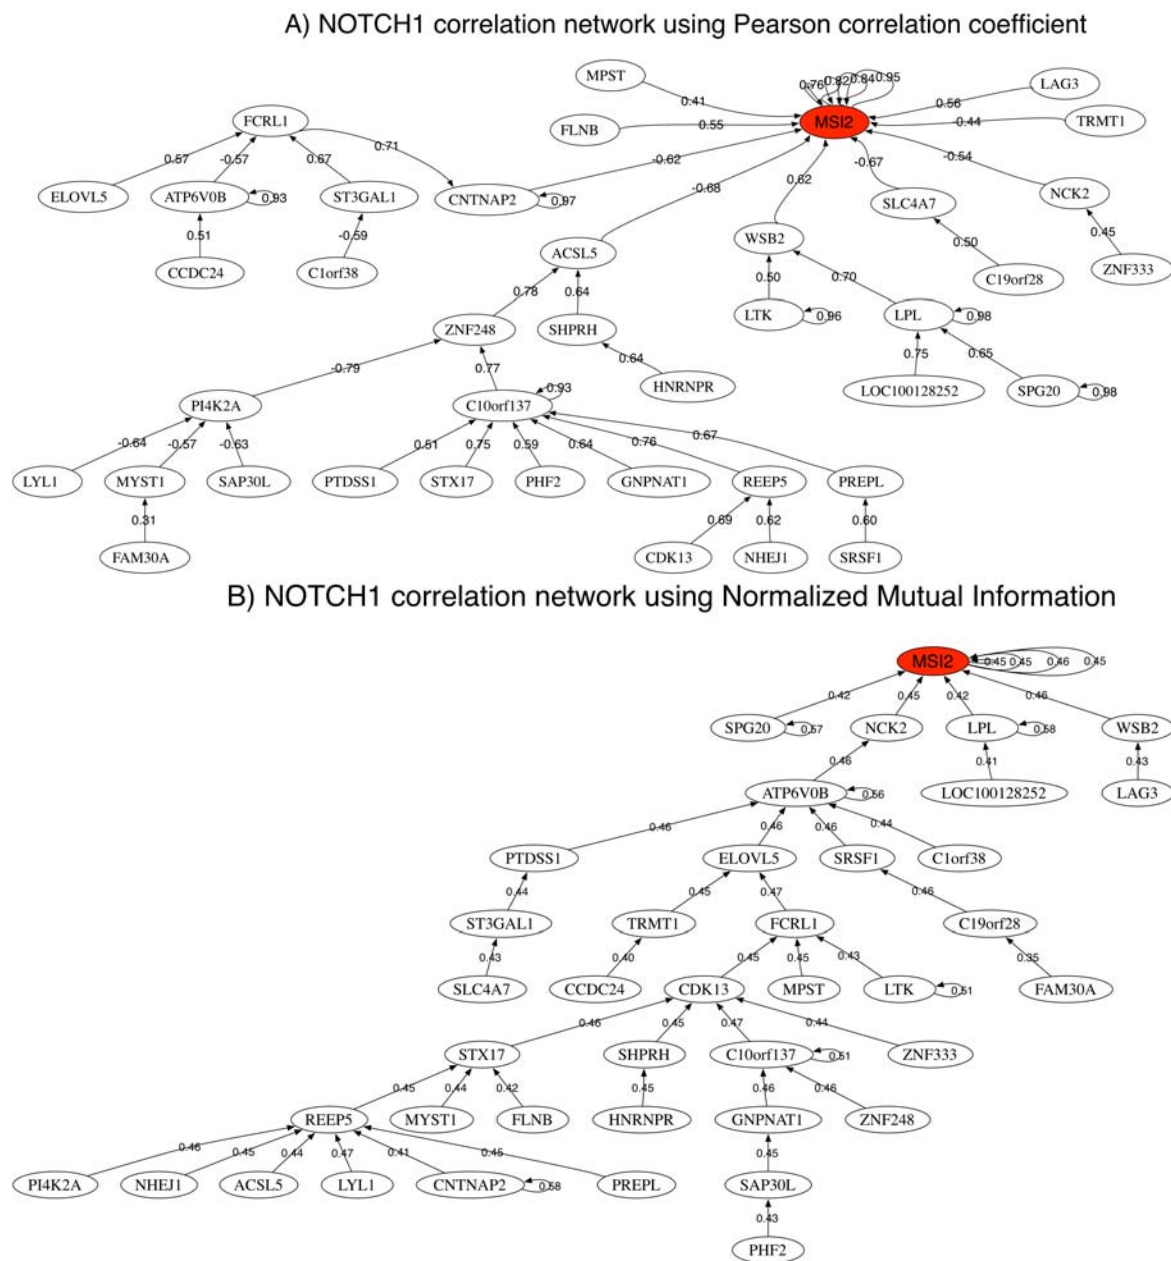 A) NOTCH1 correlation network using Pearson correlation coefficient
MPST
0.76 0.82 0.84 0.95
LAG3
0.41
0.56
FCRL1
FLNB
0.55
MSI2
-0.44
TRMT1
0.57
-0.57
0.67
0.71
-0.62
-0.67
-0.54
ELOVL5
ATP6V0B
0.93
ST3GAL1
CNTNAP2
0.97
-0.68
0.62
SLC4A7
NCK2
0.51
-0.59
WSB2
0.50
0.45
CCDC24
C1orf38
ACSL5
ZNF333
0.78
0.64
0.50
0.70
C19orf28
ZNF248
SHPRH
LTK
0.96
LPL
0.98
-0.79
0.77
0.64
0.75
0.65
PI4K2A
C10orf137
0.93
HNRNPR
LOC100128252
SPG20
0.98
-0.64
-0.57
-0.63
0.51
0.75
0.59
0.64
0.76
0.67
LYL1
MYST1
SAP30L
PTDSS1
STX17
PHF2
GNPNAT1
REEP5
PREPL
0.31
0.69
0.62
0.60
FAM30A
CDK13
NHEJ1
SRSF1
B) NOTCH1 correlation network using Normalized Mutual Information
MSI2
0.45 0.45 0.46 0.45
0.42
0.45
0.42
0.46
SPG20
0.57
NCK2
LPL
0.58
WSB2
0.46
0.41
0.43
ATP6V0B
0.56
LOC100128252
LAG3
0.46
0.46
0.46
0.44
PTDSS1
ELOVL5
SRSF1
C1orf38
0.44
0.45
0.47
0.46
ST3GAL1
TRMT1
FCRL1
C19orf28
0.43
0.40
0.45
0.45
0.43
0.35
SLC4A7
CCDC24
CDK13
MPST
LTK
0.51
FAM30A
0.46
0.45
0.47
0.44
STX17
SHPRH
C10orf137
0.51
ZNF333
0.45
0.44
0.42
0.45
0.46
0.46
REEP5
MYST1
FLNB
HNRNPR
GNPNAT1
ZNF248
0.46
0.45
0.44
0.47
0.41
0.45
0.45
PI4K2A
NHEJ1
ACSL5
LYL1
CNTNAP2
0.58
PREPL
SAP30L
0.43
PHF2